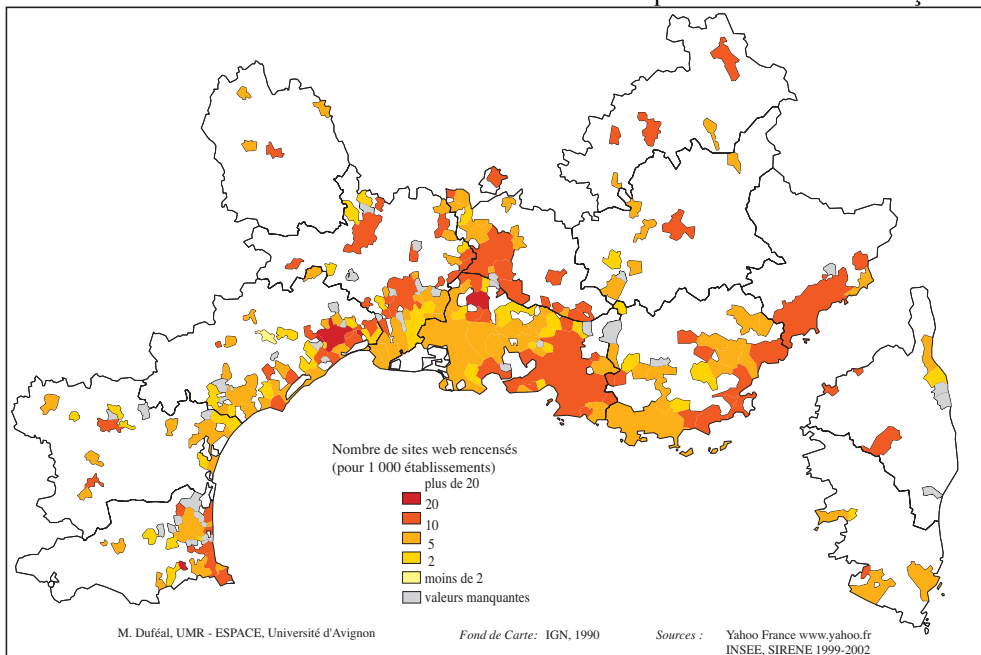 Nombre de sites web rencensés
(pour 1 000 établissements)
plus de 20
20
10
5
2
moins de 2
valeurs manquantes
M. Duféal, UMR - ESPACE, Université d'Avignon
Fond de Carte: IGN, 1990
Sources : Yahoo France www.yahoo.fr
INSEE, SIRENE 1999-2002